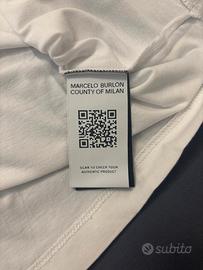 MARCELO BURLON
COUNTY OF MILAN
SCAN TO CHECK YOUR
AUTHENTIC PRODUCT
subito